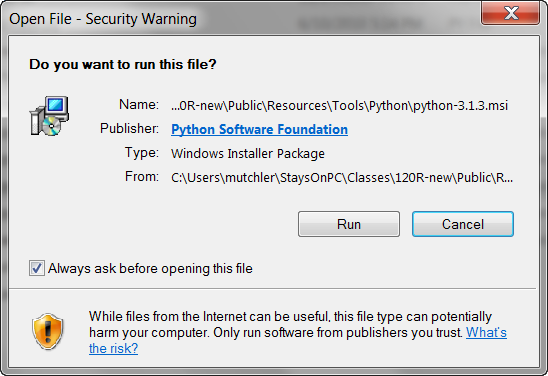 Open File - Security Warning
Do you want to run this file?
Name: ...0R-new\Public\Resources\Tools\Python\python-3.1.3.msi
Publisher: Python Software Foundation
Type: Windows Installer Package
From: C:\Users\mutchler\StaysOnPC\Classes\120R-new\Public\R...
Run Cancel
Always ask before opening this file
While files from the Internet can be useful, this file type can potentially
harm your computer. Only run software from publishers you trust. What's
the risk?